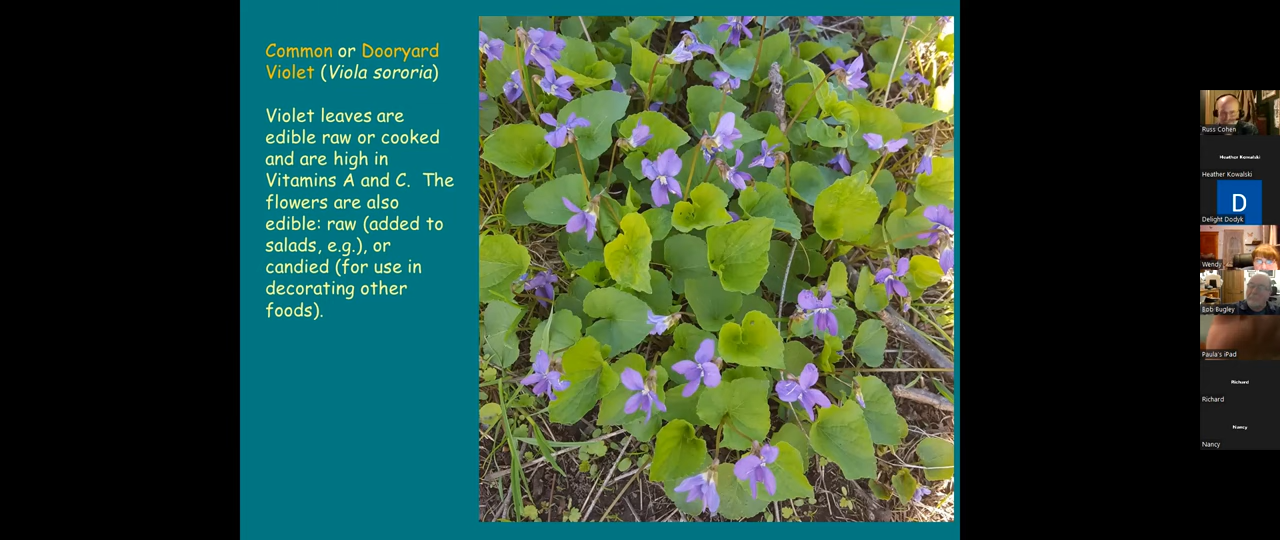 Common or Dooryard
Violet (Viola sororia)
Violet leaves are
edible raw or cooked
and are high in
Vitamins A and C.  The
flowers are also
edible: raw (added to
salads, e.g.), or
candied (for use in
decorating other
foods).
Russ Cohen
Heather Kowalski
Heather Kowalski
D
Delight Dodyk
Wendy
Bob Bugley
Paula's iPad
Richard
Richard
Nancy
Nancy